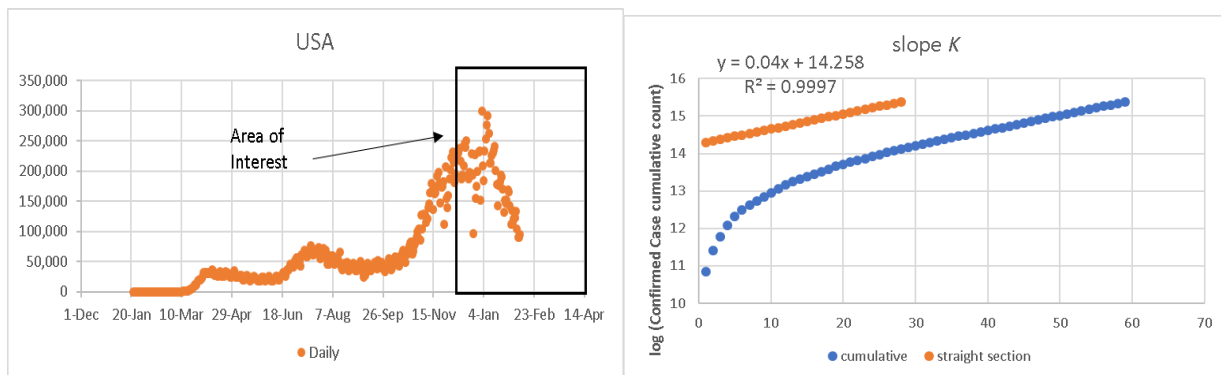 USA
350,000
300,000
250,000
200,000
150,000
100,000
50,000
0
Area of
Interest
1-Dec 20-Jan 10-Mar 29-Apr 18-Jun 7-Aug 26-Sep 15-Nov 4-Jan 23-Feb 14-Apr
Daily
slope K
y = 0.04x + 14.258
R² = 0.9997
log (Confirmed Case cumulative count)
16
15
14
13
12
11
10
0 10 20 30 40 50 60 70
cumulative straight section